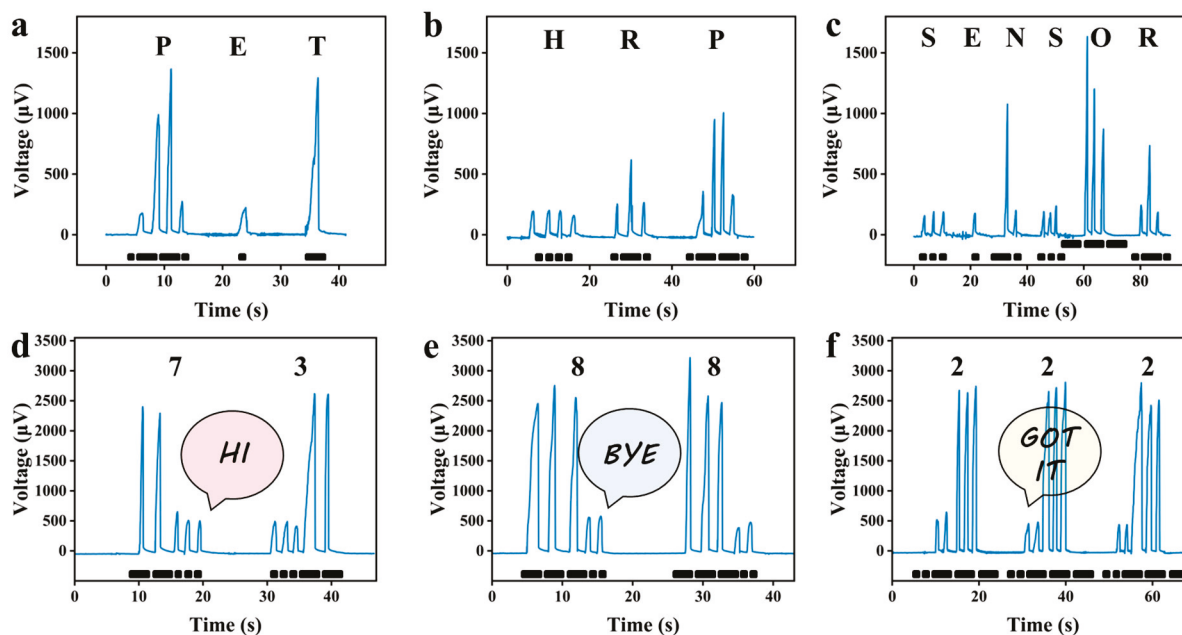 a
P E T
Voltage (μV)
1500
1000
500
0
0 10 20 30 40
Time (s)
b
H R P
Voltage (μV)
1500
1000
500
0
0 20 40 60
Time (s)
c
S E N S O R
Voltage (μV)
1500
1000
500
0
0 20 40 60 80
Time (s)
d
7 3
HI
Voltage (μV)
3500
3000
2500
2000
1500
1000
500
0
0 10 20 30 40
Time (s)
e
8 8
BYE
Voltage (μV)
3500
3000
2500
2000
1500
1000
500
0
0 10 20 30 40
Time (s)
f
2 2 2
GOT
IT
Voltage (μV)
3500
3000
2500
2000
1500
1000
500
0
0 20 40 60
Time (s)